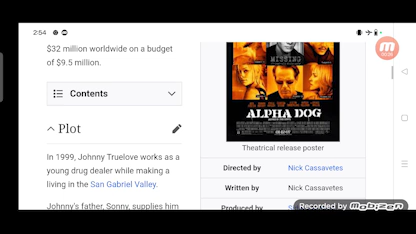 2:54
$32 million worldwide on a budget
of $9.5 million.
Contents
Plot
In 1999, Johnny Truelove works as a
young drug dealer while making a
living in the San Gabriel Valley.
Johnny's father, Sonny, supplies him
MISSING
ALPHA DOG
Theatrical release poster
Directed by Nick Cassavetes
Written by Nick Cassavetes
Produced by
Recorded by
MOBIZEN